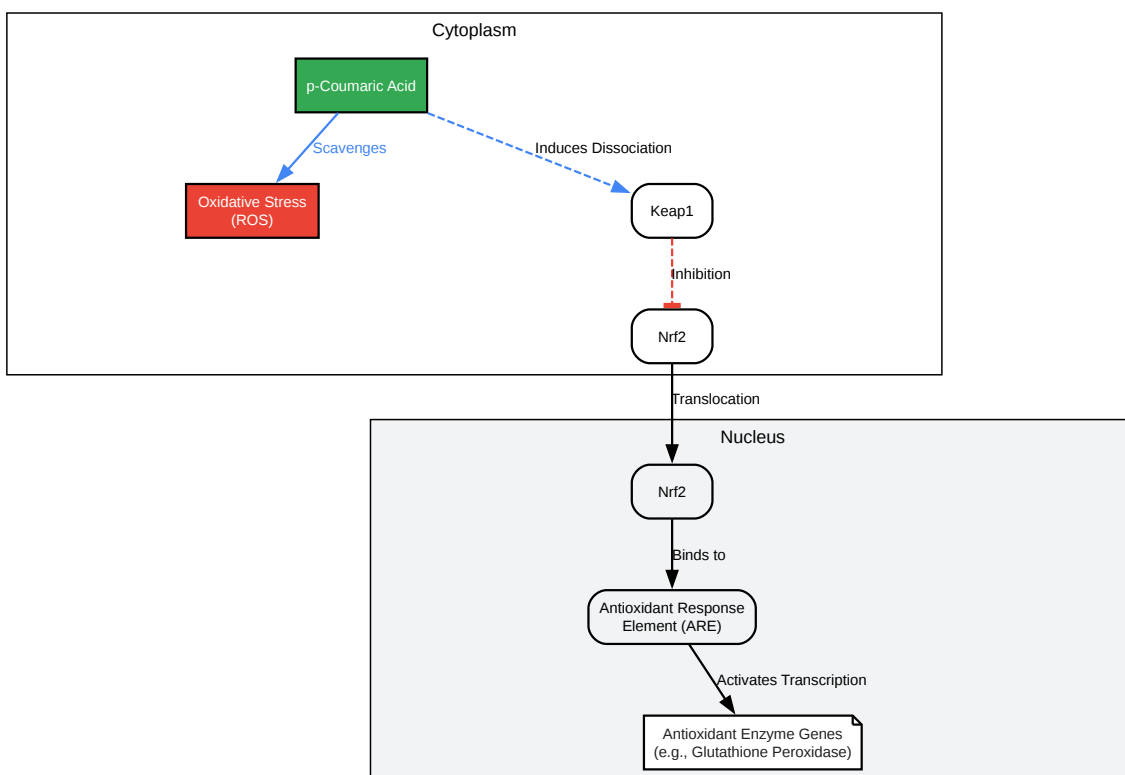 Cytoplasm
p-Coumaric Acid
Scavenges
Induces Dissociation
Oxidative Stress
(ROS)
Keap1
Inhibition
Nrf2
Translocation
Nucleus
Nrf2
Binds to
Antioxidant Response
Element (ARE)
Activates Transcription
Antioxidant Enzyme Genes
(e.g., Glutathione Peroxidase)